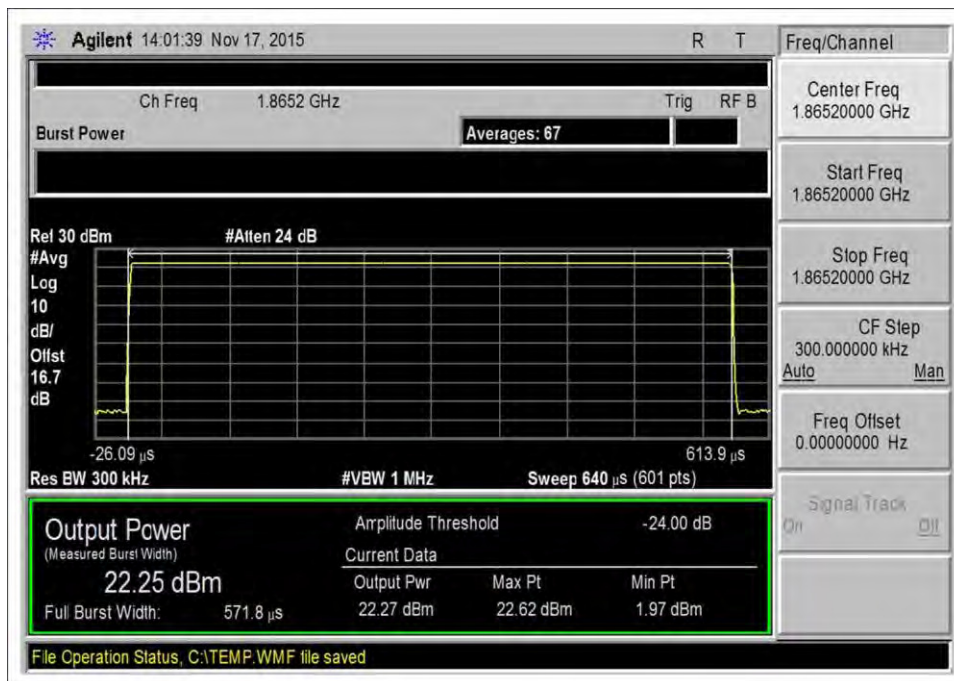 Agilent 14:01:39 Nov 17, 2015 R T
Ch Freq 1.8652 GHz Trig RF B
Burst Power Averages: 67
Ref 30 dBm #Atten 24 dB
#Avg
Log
10
dB/
Offst
16.7
dB
-26.09 µs 613.9 µs
Res BW 300 kHz #VBW 1 MHz Sweep 640 µs (601 pts)
Output Power
(Measured Burst Width)
22.25 dBm
Full Burst Width: 571.8 µs
Amplitude Threshold -24.00 dB
Current Data
Output Pwr Max Pt Min Pt
22.27 dBm 22.62 dBm 1.97 dBm
File Operation Status, C:\TEMP.WMF file saved
Freq/Channel
Center Freq
1.86520000 GHz
Start Freq
1.86520000 GHz
Stop Freq
1.86520000 GHz
CF Step
300.000000 kHz
Auto Man
Freq Offset
0.00000000 Hz
Signal Track
On Off